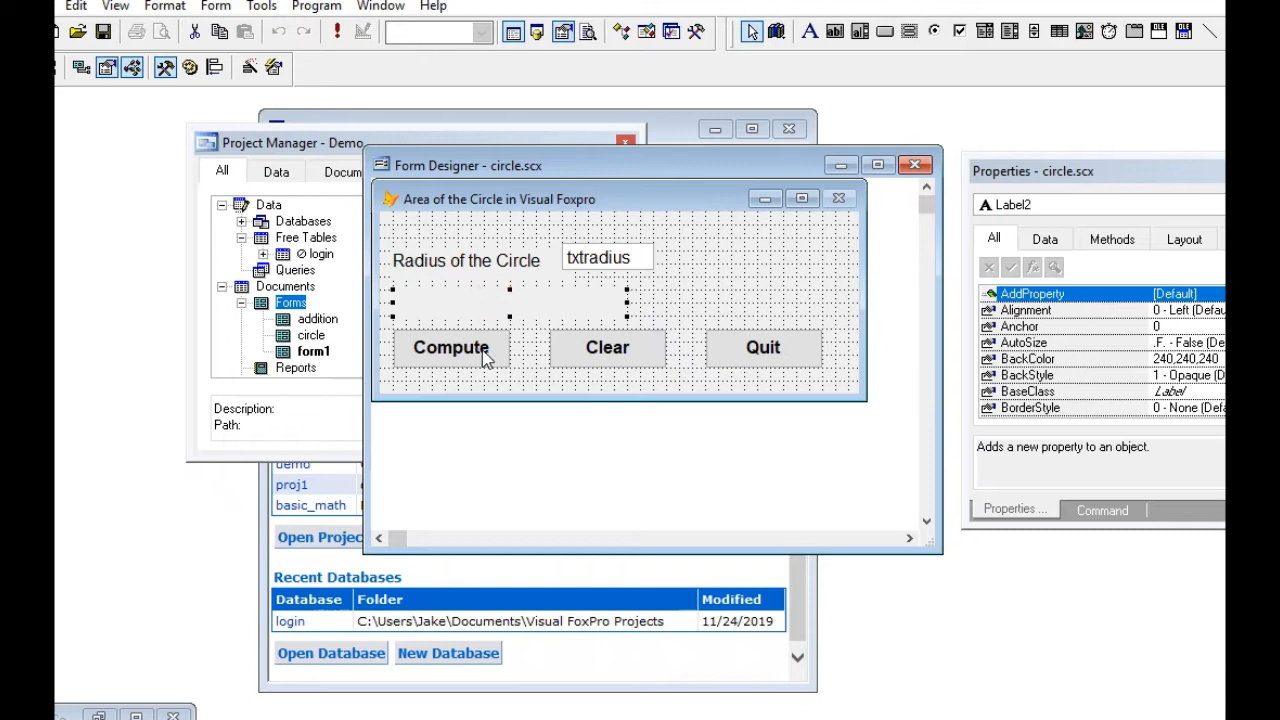 Edit View Format Form Tools Program Window Help
Project Manager - Demo
All Data Docum
Data
Databases
Free Tables
login
Queries
Documents
Forms
addition
circle
form1
Reports
Description:
Path:
Form Designer - circle.scx
Area of the Circle in Visual Foxpro
Radius of the Circle txtradius
Compute Clear Quit
Properties - circle.scx
A Label2
All Data Methods Layout
AddProperty [Default]
Alignment 0 - Left (Defau
Anchor 0
AutoSize .F. - False (De
BackColor 240,240,240
BackStyle 1 - Opaque (D
BaseClass Label
BorderStyle 0 - None (Def
Adds a new property to an object.
Properties ... Command
demo
proj1
basic_math
Open Projec
Recent Databases
Database Folder Modified
login C:\Users\Jake\Documents\Visual FoxPro Projects 11/24/2019
Open Database New Database